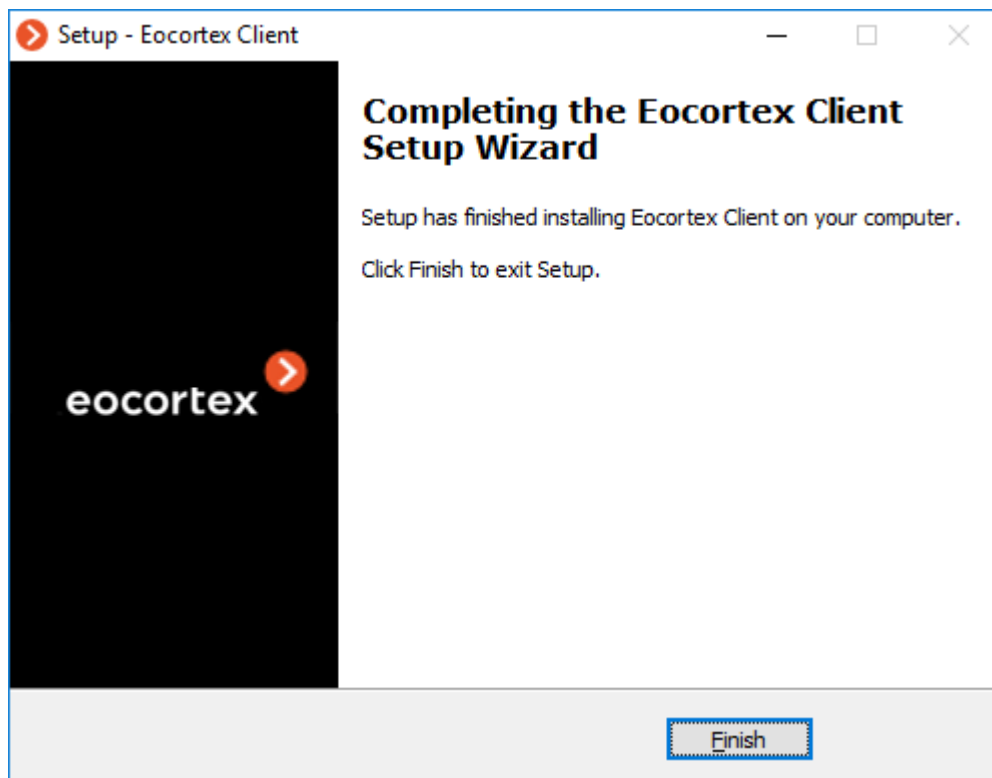 Setup - Eocortex Client
Completing the Eocortex Client
Setup Wizard
Setup has finished installing Eocortex Client on your computer.
Click Finish to exit Setup.
eocortex
Finish